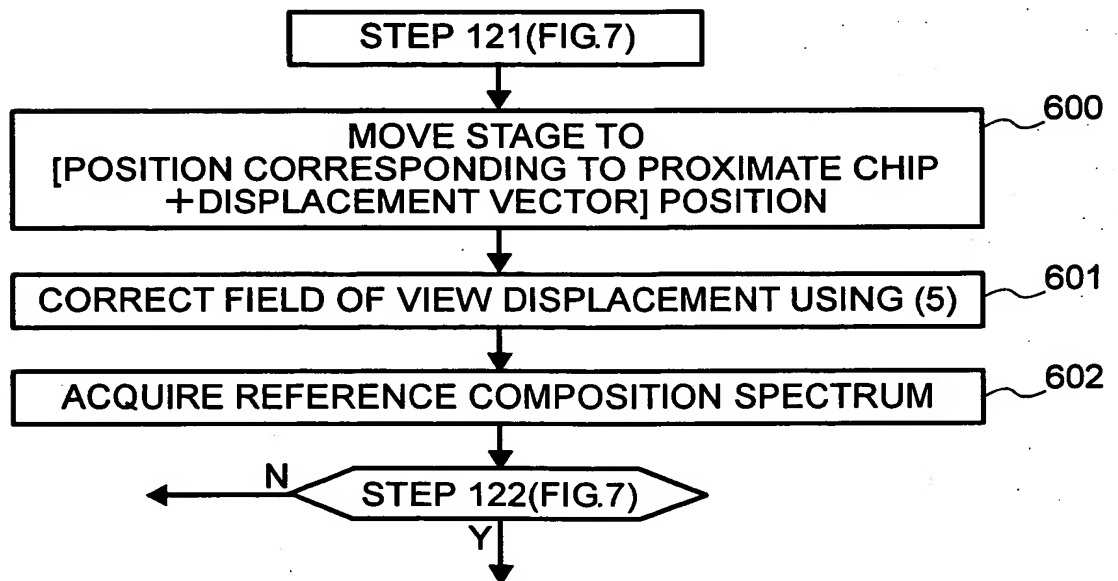 STEP 121(FIG.7)
600
MOVE STAGE TO
[POSITION CORRESPONDING TO PROXIMATE CHIP
+DISPLACEMENT VECTOR] POSITION
601
CORRECT FIELD OF VIEW DISPLACEMENT USING (5)
602
ACQUIRE REFERENCE COMPOSITION SPECTRUM
N
STEP 122(FIG.7)
Y